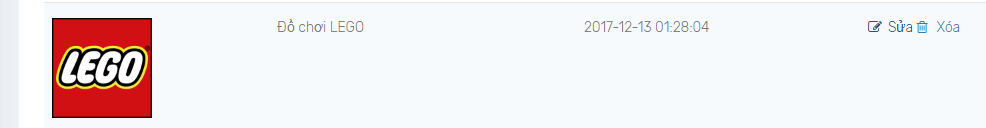 LEGO
Đồ chơi LEGO
2017-12-13 01:28:04
Sửa Xóa